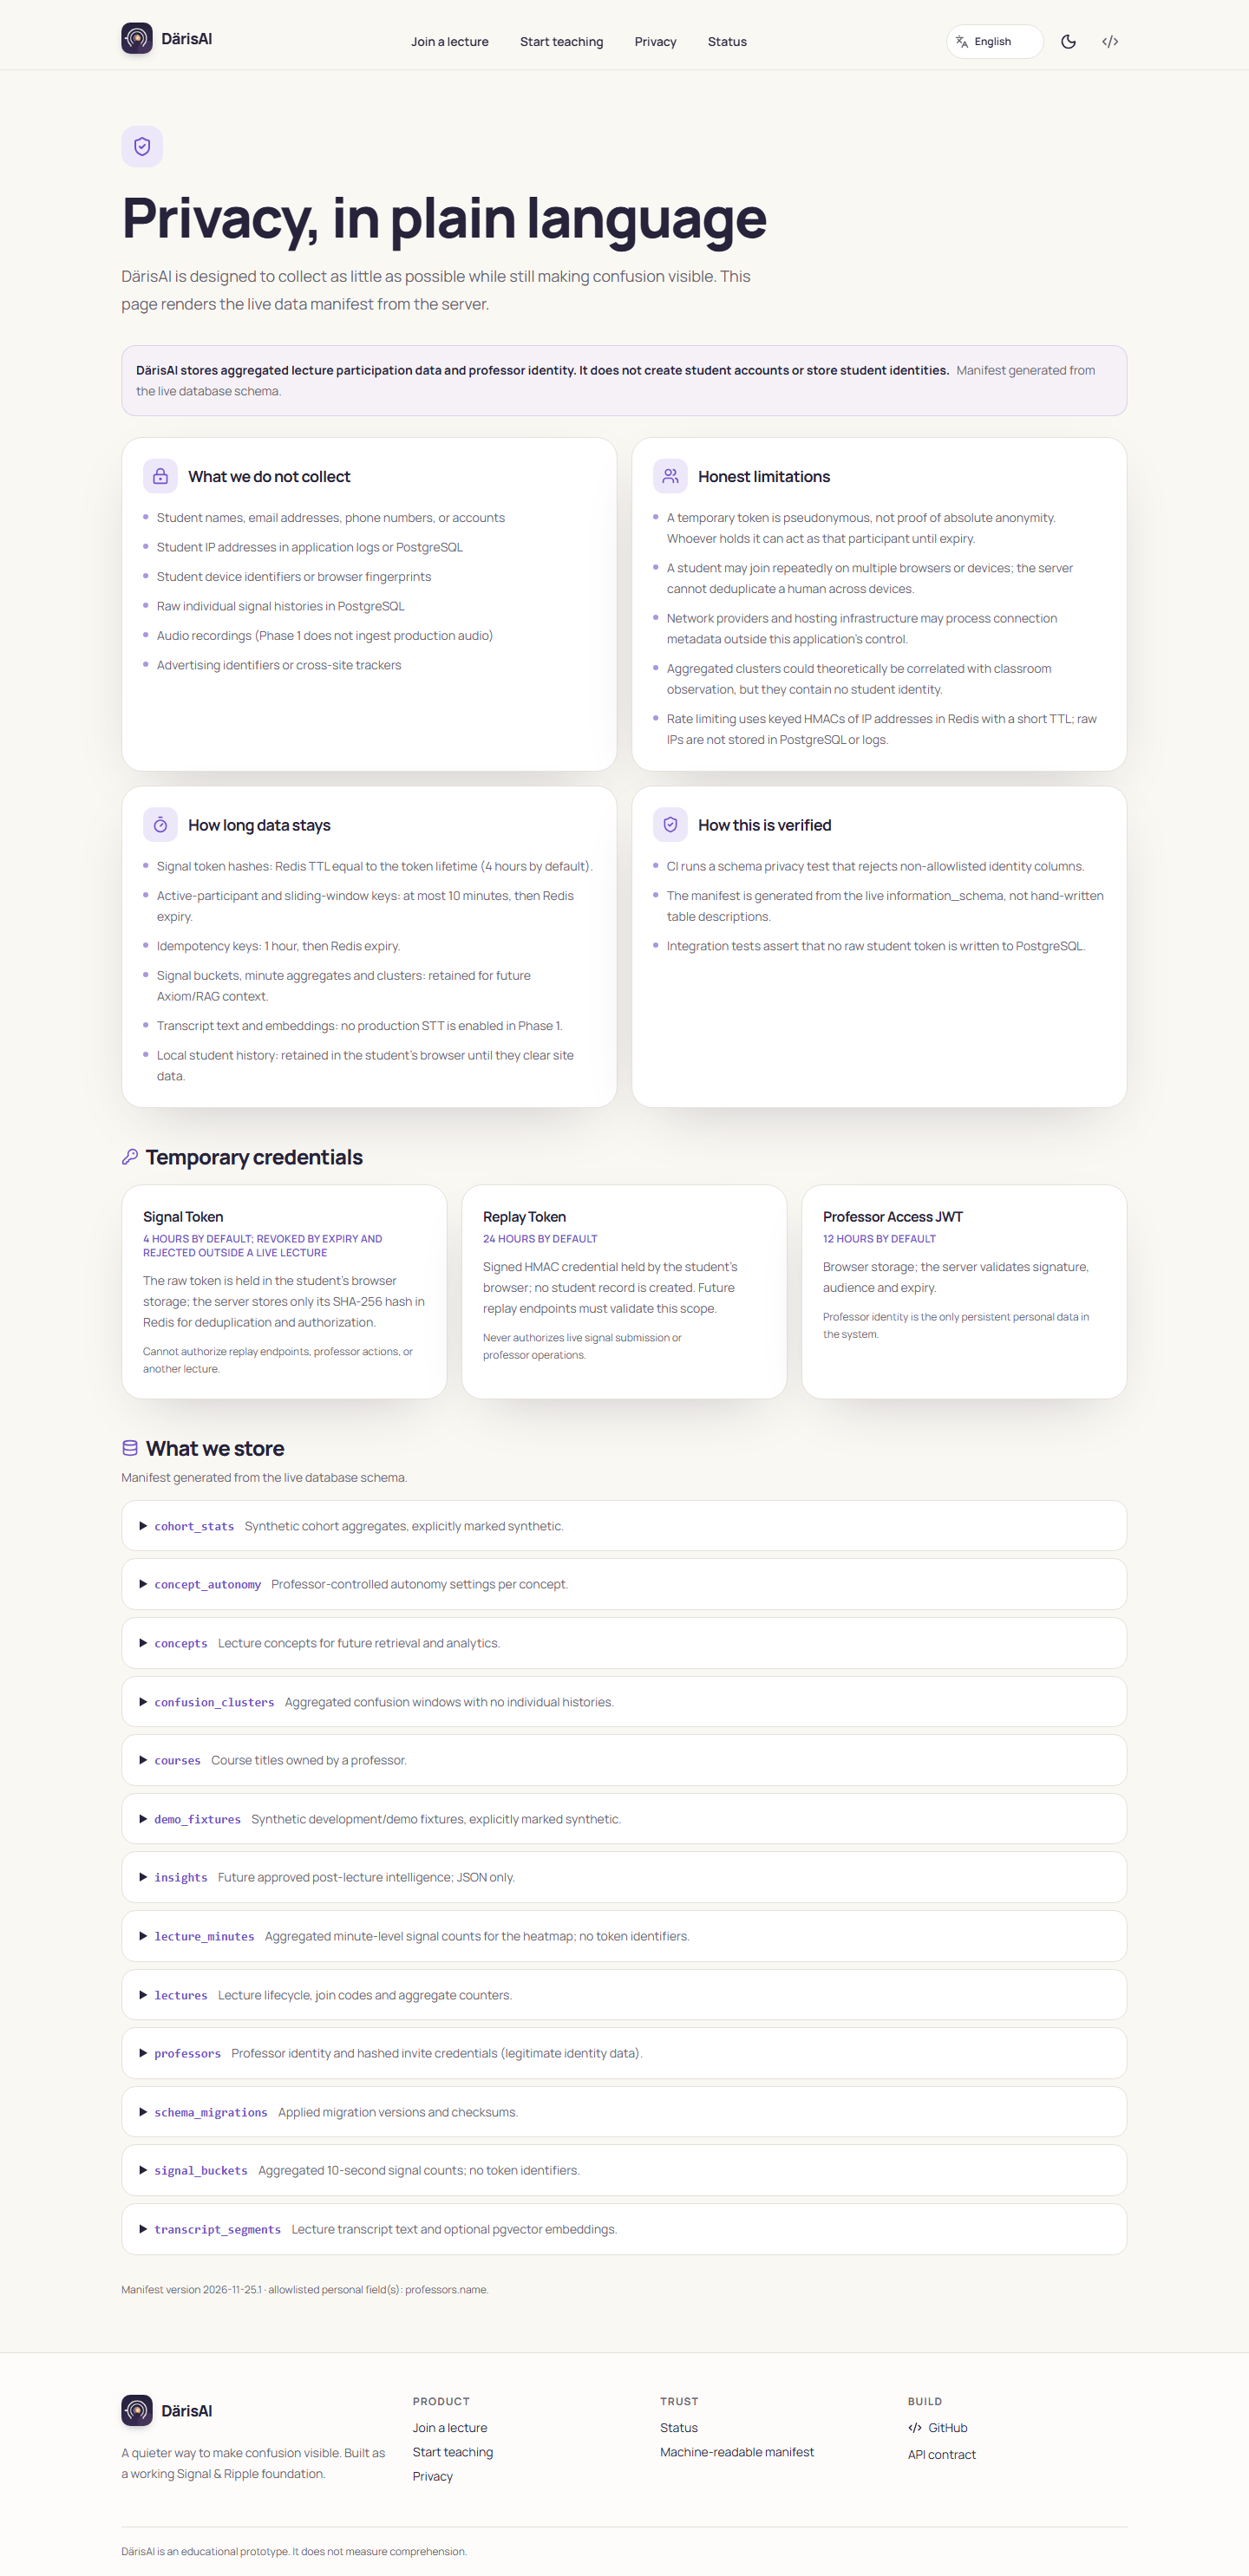 DärisAI
Join a lecture
Start teaching
Privacy
Status
English
Privacy, in plain language
DärisAI is designed to collect as little as possible while still making confusion visible. This
page renders the live data manifest from the server.
DärisAI stores aggregated lecture participation data and professor identity. It does not create student accounts or store student identities. Manifest generated from
the live database schema.
What we do not collect
Student names, email addresses, phone numbers, or accounts
Student IP addresses in application logs or PostgreSQL
Student device identifiers or browser fingerprints
Raw individual signal histories in PostgreSQL
Audio recordings (Phase 1 does not ingest production audio)
Advertising identifiers or cross-site trackers
Honest limitations
A temporary token is pseudonymous, not proof of absolute anonymity.
Whoever holds it can act as that participant until expiry.
A student may join repeatedly on multiple browsers or devices; the server
cannot deduplicate a human across devices.
Network providers and hosting infrastructure may process connection
metadata outside this application's control.
Aggregated clusters could theoretically be correlated with classroom
observation, but they contain no student identity.
Rate limiting uses keyed HMACs of IP addresses in Redis with a short TTL; raw
IPs are not stored in PostgreSQL or logs.
How long data stays
Signal token hashes: Redis TTL equal to the token lifetime (4 hours by default).
Active-participant and sliding-window keys: at most 10 minutes, then Redis
expiry.
Idempotency keys: 1 hour, then Redis expiry.
Signal buckets, minute aggregates and clusters: retained for future
Axiom/RAG context.
Transcript text and embeddings: no production STT is enabled in Phase 1.
Local student history: retained in the student's browser until they clear site
data.
How this is verified
CI runs a schema privacy test that rejects non-allowlisted identity columns.
The manifest is generated from the live information_schema, not hand-written
table descriptions.
Integration tests assert that no raw student token is written to PostgreSQL.
Temporary credentials
Signal Token
4 HOURS BY DEFAULT; REVOKED BY EXPIRY AND
REJECTED OUTSIDE A LIVE LECTURE
The raw token is held in the student's browser
storage; the server stores only its SHA-256 hash in
Redis for deduplication and authorization.
Cannot authorize replay endpoints, professor actions, or
another lecture.
Replay Token
24 HOURS BY DEFAULT
Signed HMAC credential held by the student's
browser; no student record is created. Future
replay endpoints must validate this scope.
Never authorizes live signal submission or
professor operations.
Professor Access JWT
12 HOURS BY DEFAULT
Browser storage; the server validates signature,
audience and expiry.
Professor identity is the only persistent personal data in
the system.
What we store
Manifest generated from the live database schema.
cohort_stats Synthetic cohort aggregates, explicitly marked synthetic.
concept_autonomy Professor-controlled autonomy settings per concept.
concepts Lecture concepts for future retrieval and analytics.
confusion_clusters Aggregated confusion windows with no individual histories.
courses Course titles owned by a professor.
demo_fixtures Synthetic development/demo fixtures, explicitly marked synthetic.
insights Future approved post-lecture intelligence; JSON only.
lecture_minutes Aggregated minute-level signal counts for the heatmap; no token identifiers.
lectures Lecture lifecycle, join codes and aggregate counters.
professors Professor identity and hashed invite credentials (legitimate identity data).
schema_migrations Applied migration versions and checksums.
signal_buckets Aggregated 10-second signal counts; no token identifiers.
transcript_segments Lecture transcript text and optional pgvector embeddings.
Manifest version 2026-11-25.1 · allowlisted personal field(s): professors.name.
DärisAI
A quieter way to make confusion visible. Built as
a working Signal & Ripple foundation.
PRODUCT
Join a lecture
Start teaching
Privacy
TRUST
Status
Machine-readable manifest
BUILD
GitHub
API contract
DärisAI is an educational prototype. It does not measure comprehension.